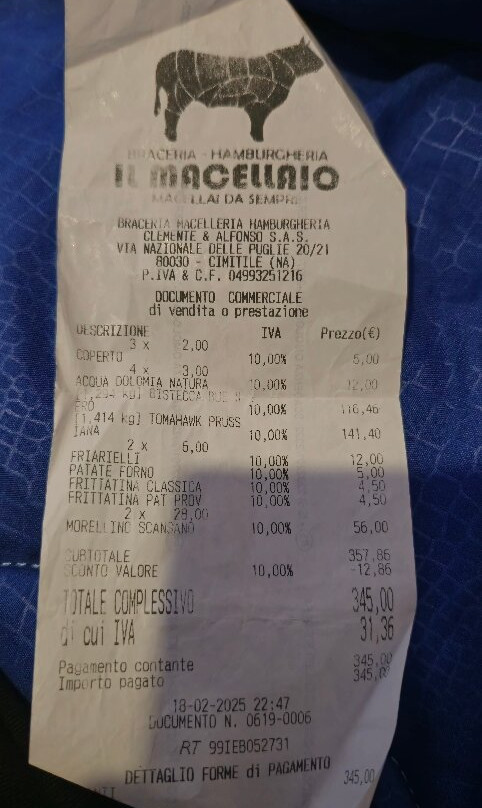 BRACERIA - HAMBURGHERIA
IL MACELLAIO
MACELLAI DA SEMPRE
BRACERIA MACELLERIA HAMBURGHERIA
CLEMENTE & ALFONSO S.A.S.
VIA NAZIONALE DELLE PUGLIE 20/21
80030 - CIMITILE (NA)
P.IVA & C.F. 04993251216
DOCUMENTO COMMERCIALE
di vendita o prestazione
DESCRIZIONE IVA Prezzo(€)
3 x 2,00
COPERTO 10,00% 6,00
4 x 3,00
ACQUA DOLOMIA NATURA 10,00% 12,00
kg] BISTECCA
ERO 10,00% 116,46
[1,414 kg] TOMAHAWK PRUSS
IANA 10,00% 141,40
2 x 6,00
FRIARIELLI 10,00% 12,00
PATATE FORNO 10,00% 5,00
FRITTATINA CLASSICA 10,00% 4,50
FRITTATINA PAT PROV 10,00% 4,50
2 x 28,00
MORELLINO SCANSANO 10,00% 56,00
SUBTOTALE 357,86
SCONTO VALORE 10,00% -12,86
TOTALE COMPLESSIVO 345,00
di cui IVA 31,36
Pagamento contante 345,00
Importo pagato 345,00
18-02-2025 22:47
DOCUMENTO N. 0619-0006
RT 99IEB052731
DETTAGLIO FORME di PAGAMENTO
345,00